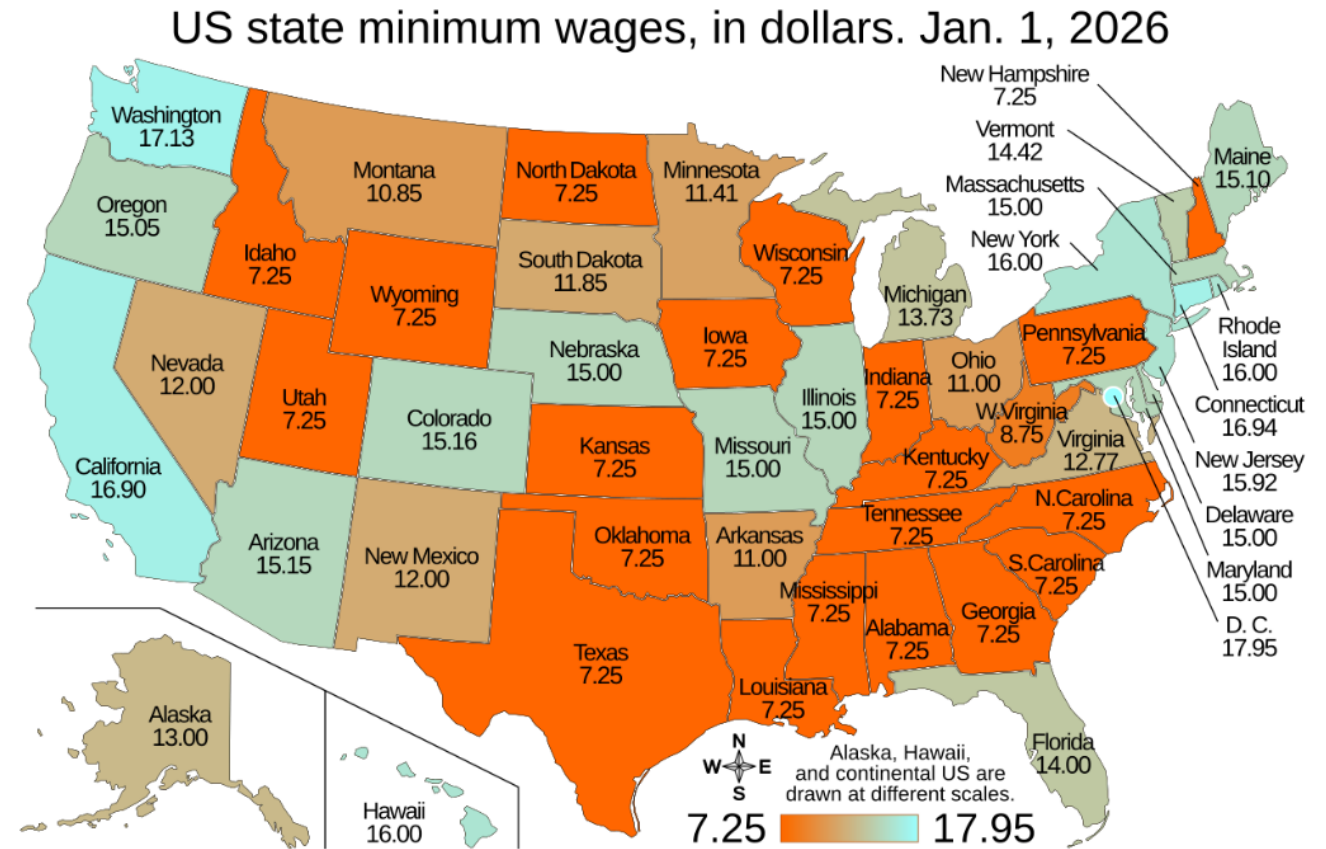 US state minimum wages, in dollars. Jan. 1, 2026
New Hampshire
7.25
Vermont
14.42
Massachusetts
15.00
New York
16.00
Maine
15.10
Washington
17.13
Oregon
15.05
Idaho
7.25
Montana
10.85
North Dakota
7.25
Minnesota
11.41
Wisconsin
7.25
South Dakota
11.85
Wyoming
7.25
Michigan
13.73
Nevada
12.00
Utah
7.25
Colorado
15.16
Nebraska
15.00
Iowa
7.25
Illinois
15.00
Indiana
7.25
Ohio
11.00
Pennsylvania
7.25
Rhode
Island
16.00
Connecticut
16.94
New Jersey
15.92
Delaware
15.00
Maryland
15.00
D. C.
17.95
California
16.90
Kansas
7.25
Missouri
15.00
Kentucky
7.25
W.Virginia
8.75
Virginia
12.77
Arizona
15.15
New Mexico
12.00
Oklahoma
7.25
Arkansas
11.00
Tennessee
7.25
N.Carolina
7.25
S.Carolina
7.25
Mississippi
7.25
Alabama
7.25
Georgia
7.25
Texas
7.25
Louisiana
7.25
Florida
14.00
Alaska
13.00
Hawaii
16.00
N
W E
S
Alaska, Hawaii,
and continental US are
drawn at different scales.
7.25 17.95